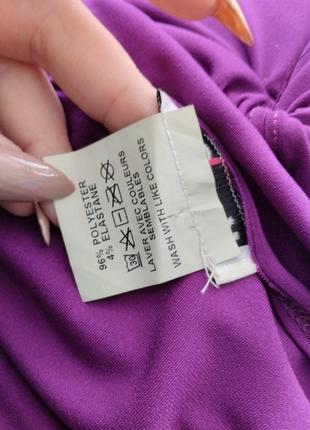 96% POLYESTER
4% ELASTANE
30
LAVER AVEC COULEURS
SEMBLABLES
WASH WITH LIKE COLORS